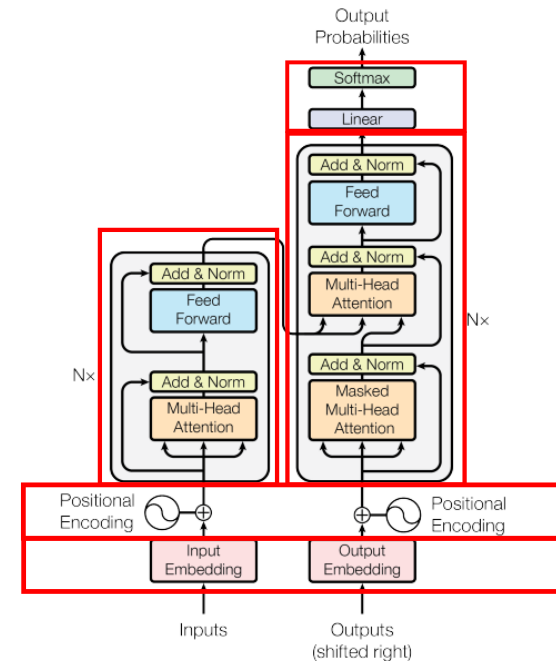 Output
Probabilities
Softmax
Linear
Add & Norm
Feed
Forward
Add & Norm
Multi-Head
Attention
Nx
Add & Norm
Masked
Multi-Head
Attention
Add & Norm
Feed
Forward
N×
Add & Norm
Multi-Head
Attention
Positional
Encoding
Positional
Encoding
Input
Embedding
Output
Embedding
Inputs
Outputs
(shifted right)